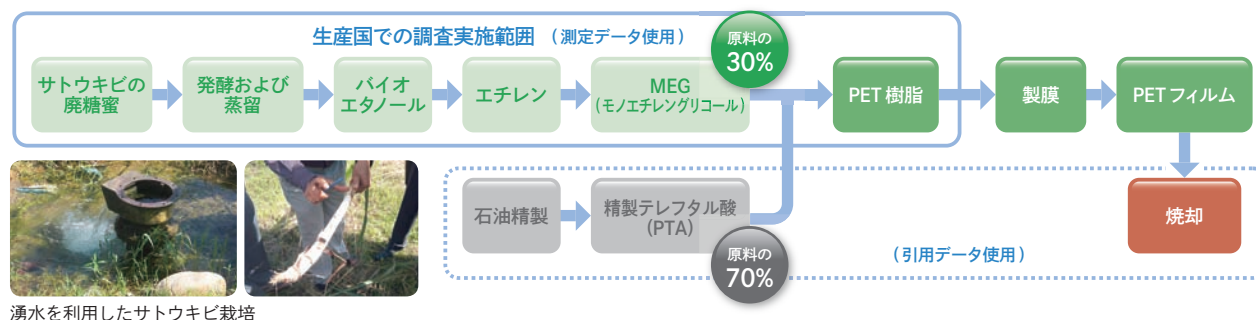 生産国での調査実施範囲 （測定データ使用）
原料の
30%
サトウキビの
廃糖蜜
発酵および
蒸留
バイオ
エタノール
エチレン
MEG
(モノエチレングリコール)
PET 樹脂
製膜
PET フィルム
石油精製
精製テレフタル酸
(PTA)
原料の
70%
（引用データ使用）
焼却
湧水を利用したサトウキビ栽培